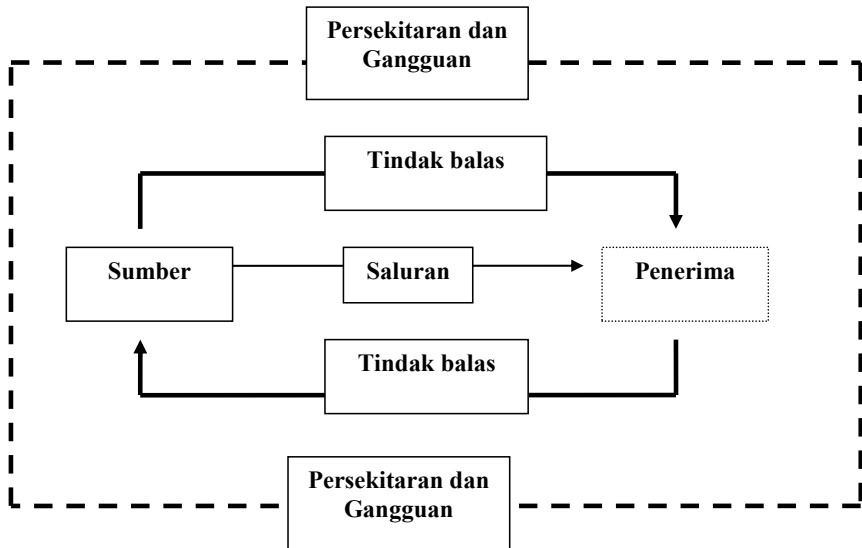 Persekitaran dan
Gangguan
Tindak balas
Sumber
Saluran
Penerima
Tindak balas
Persekitaran dan
Gangguan